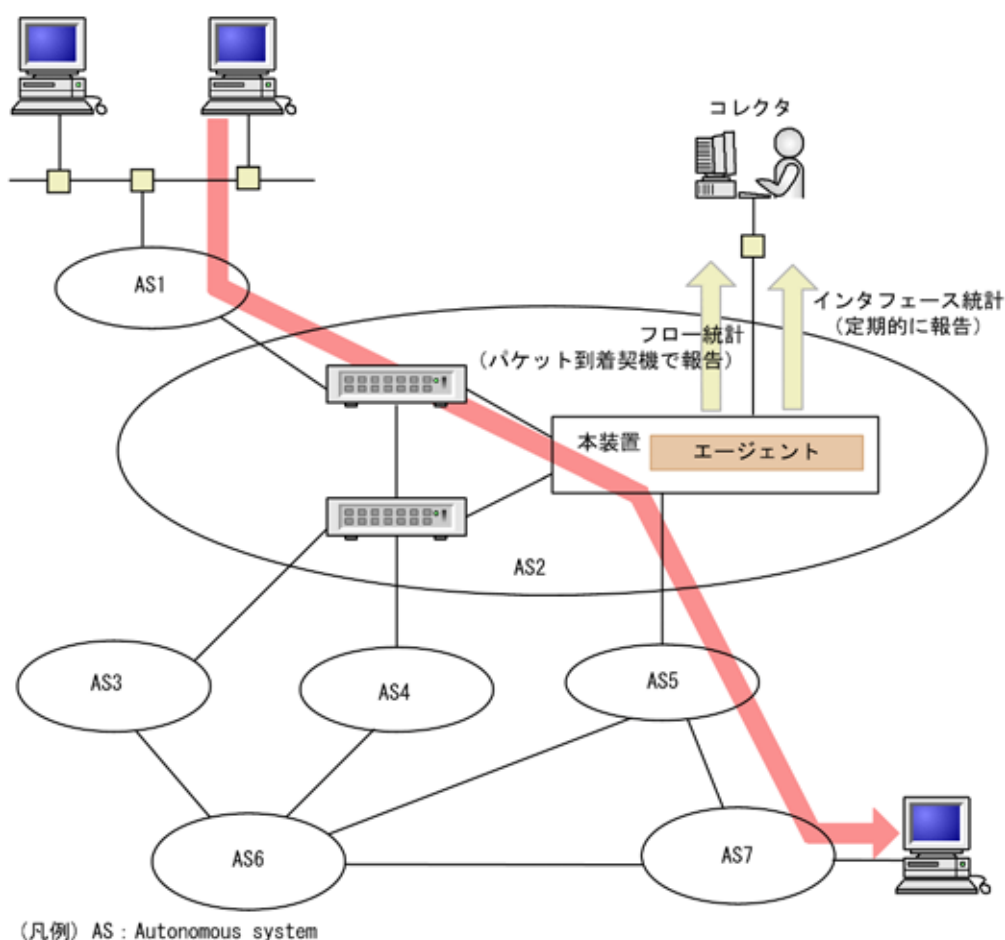 コレクタ
AS1
インタフェース統計
(定期的に報告)
フロー統計
(パケット到着契機で報告)
本装置
エージェント
AS2
AS3
AS4
AS5
AS6
AS7
(凡例) AS : Autonomous system